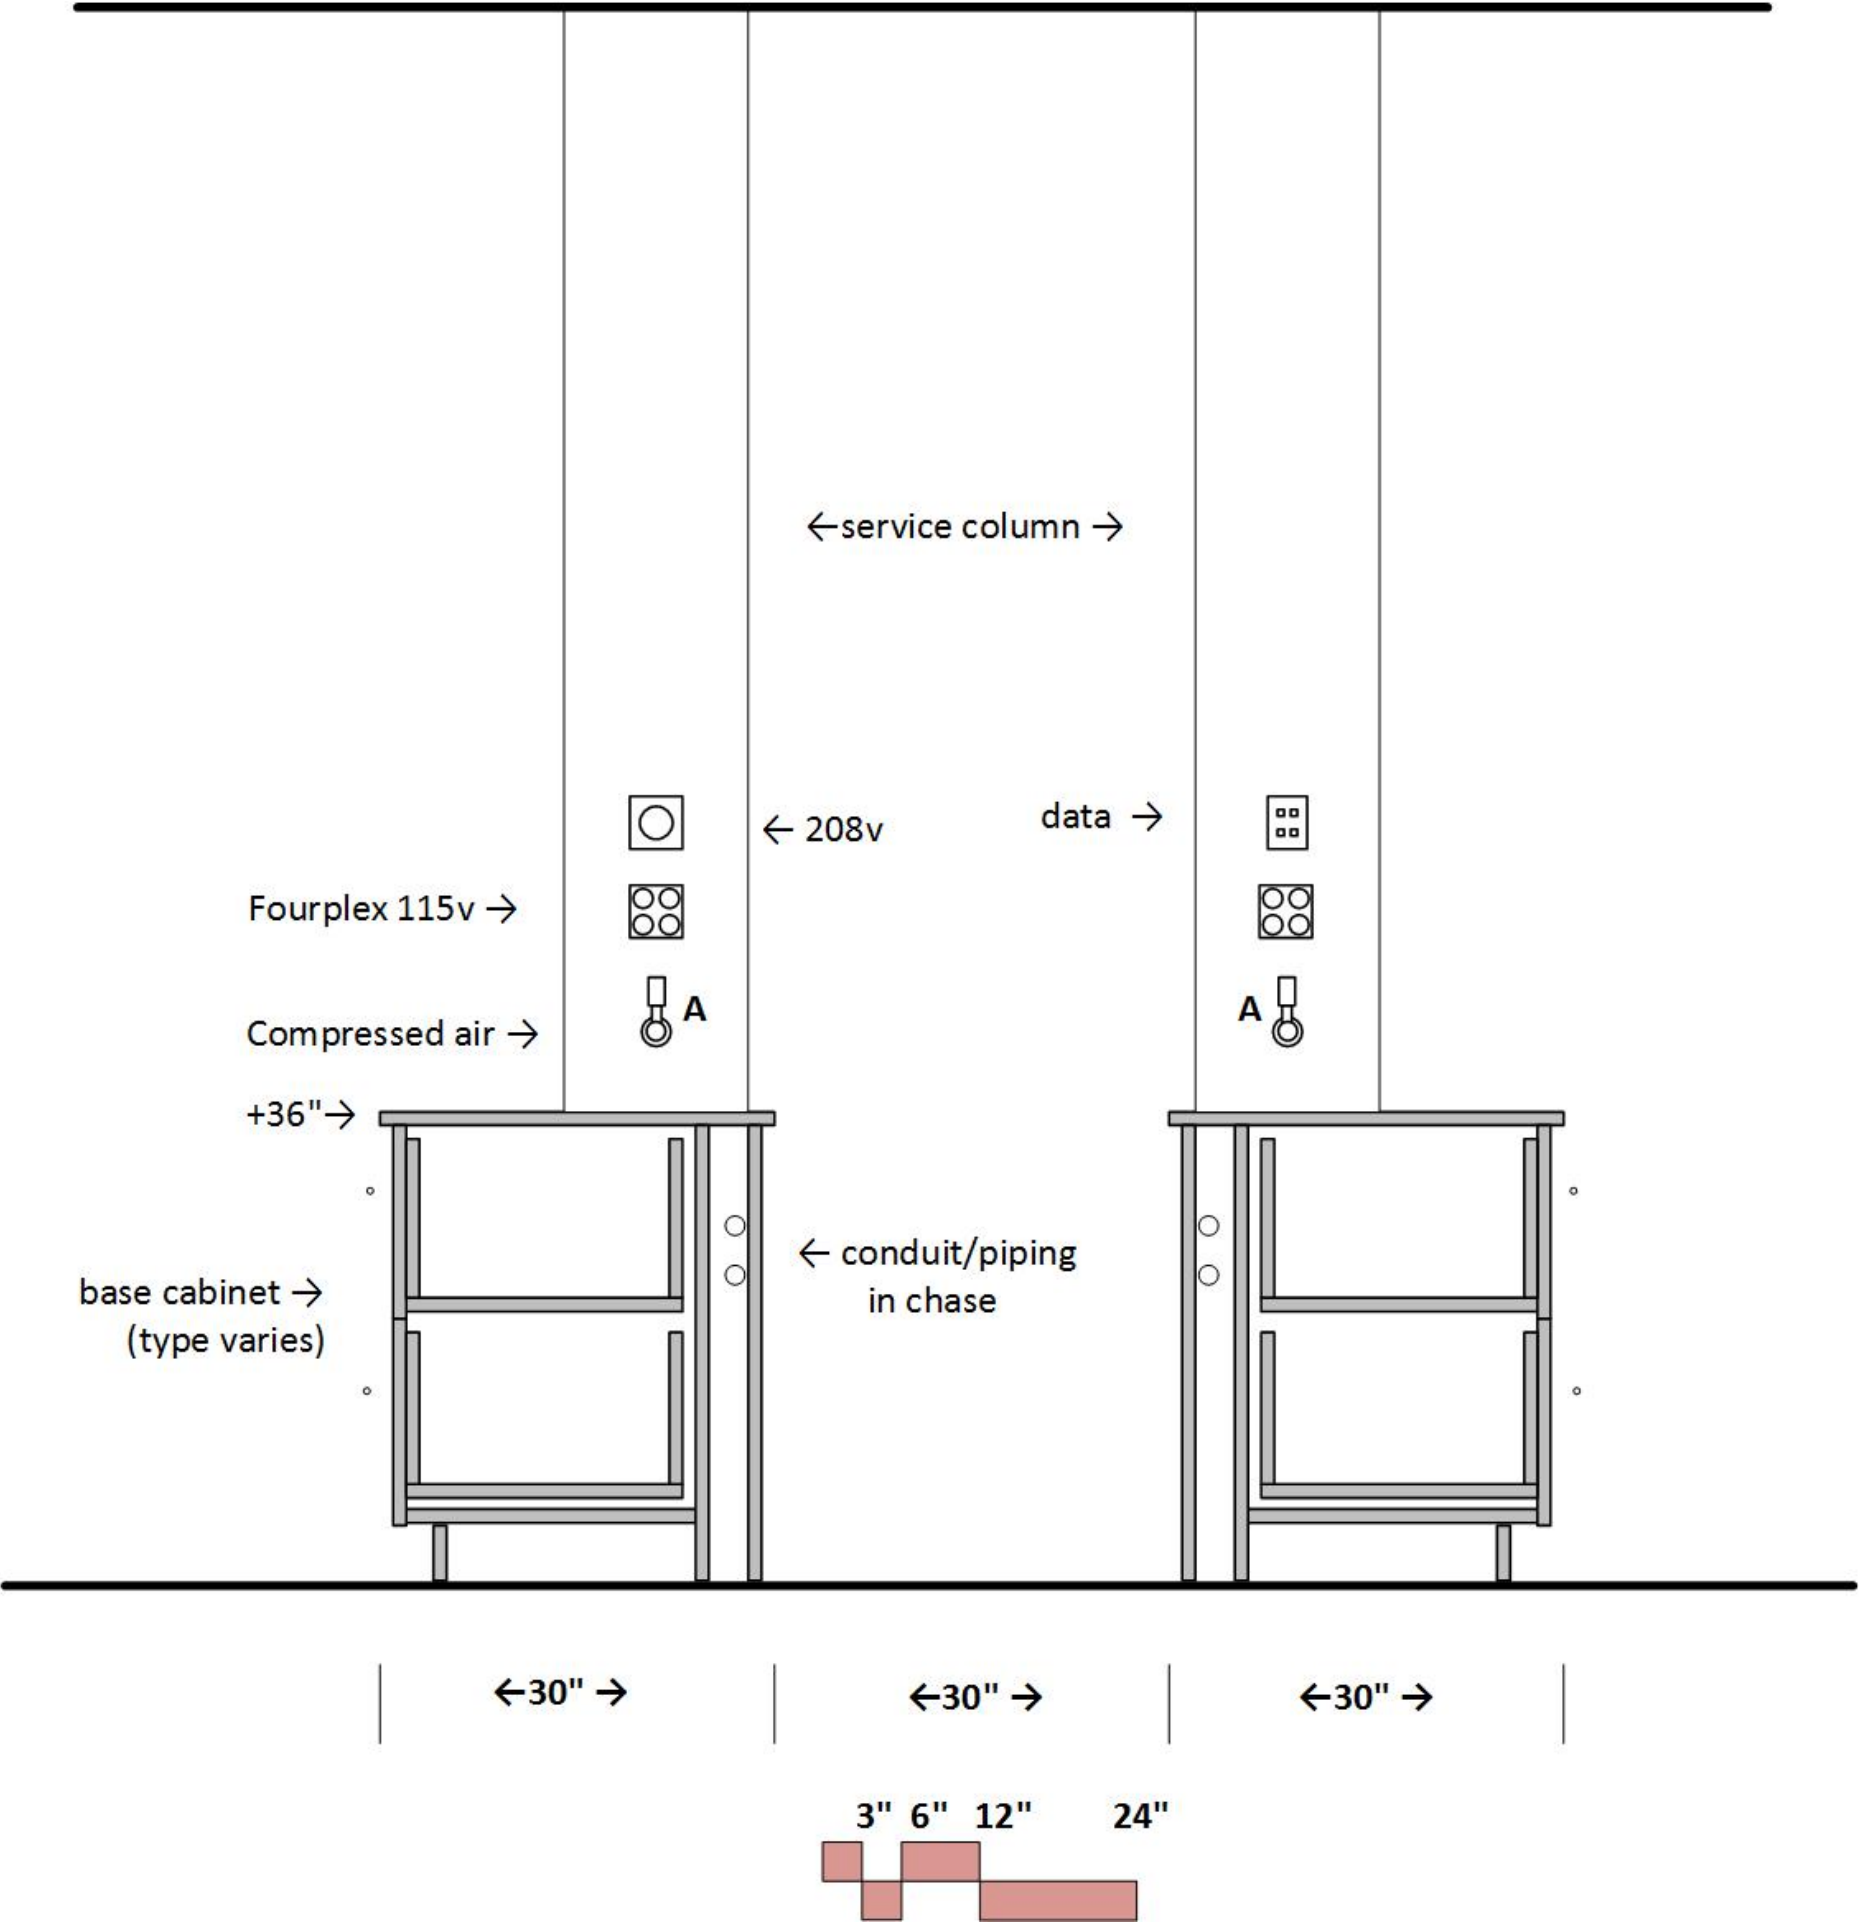 ←service column →
← 208v
data →
Fourplex 115v →
A
A
Compressed air →
+36"→
← conduit/piping
in chase
base cabinet →
(type varies)
←30" →
←30" →
←30" →
3" 6" 12" 24"